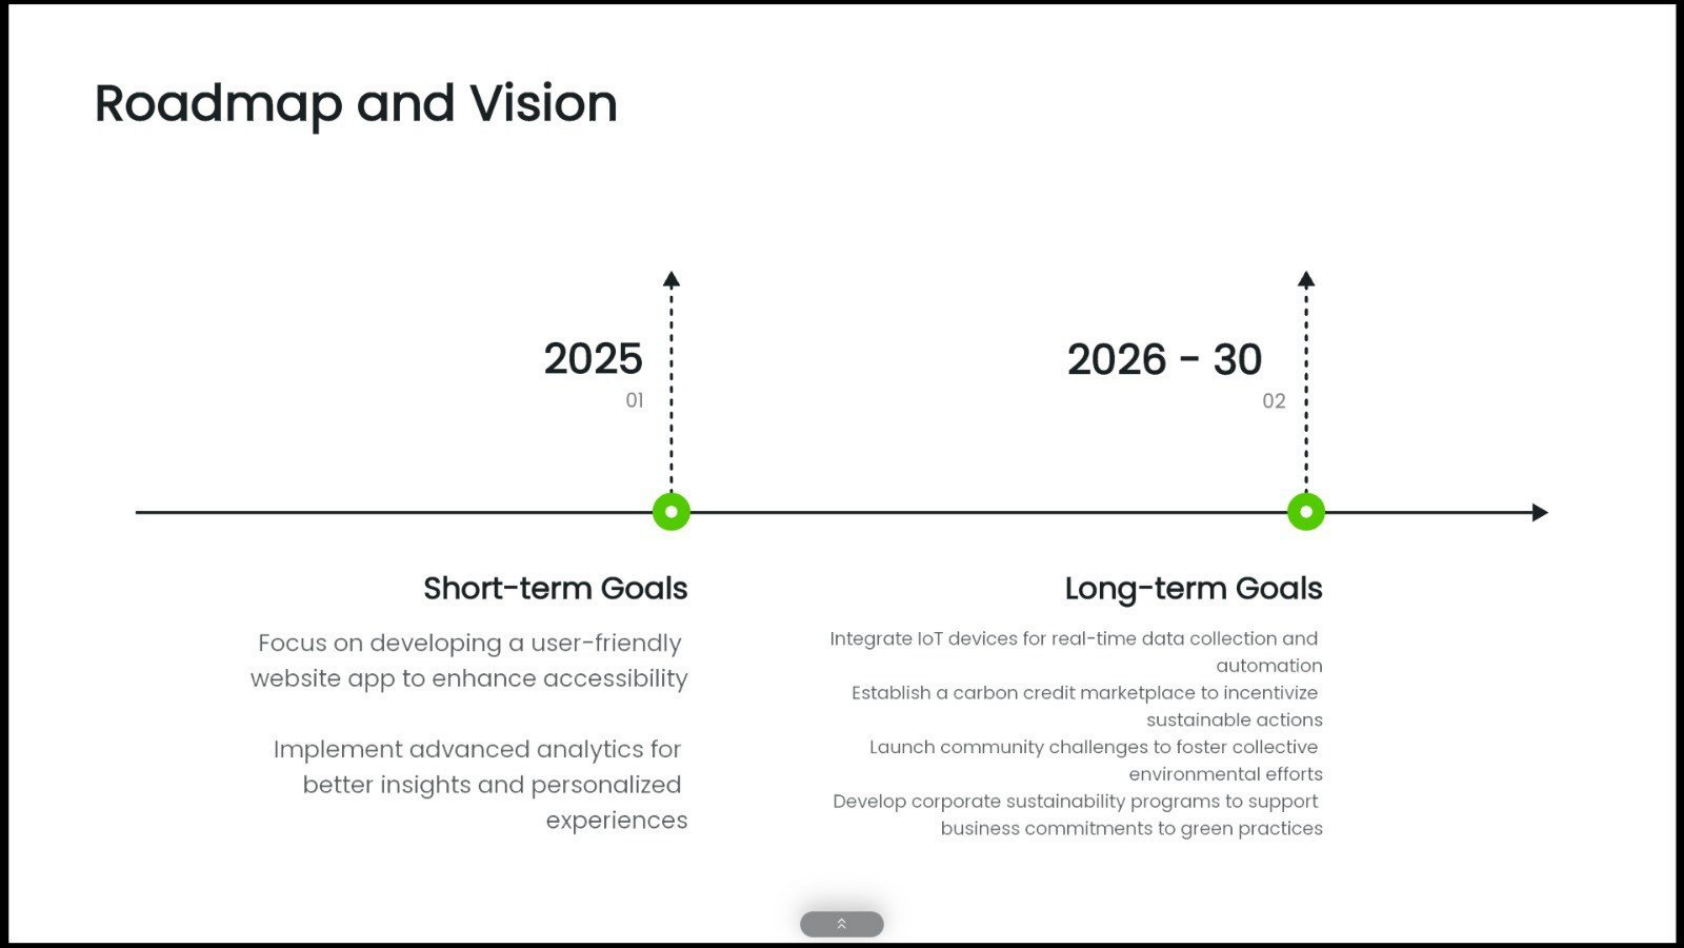 Roadmap and Vision
2025
01
2026 - 30
02
Short-term Goals
Focus on developing a user-friendly
website app to enhance accessibility
Implement advanced analytics for
better insights and personalized
experiences
Long-term Goals
Integrate IoT devices for real-time data collection and
automation
Establish a carbon credit marketplace to incentivize
sustainable actions
Launch community challenges to foster collective
environmental efforts
Develop corporate sustainability programs to support
business commitments to green practices